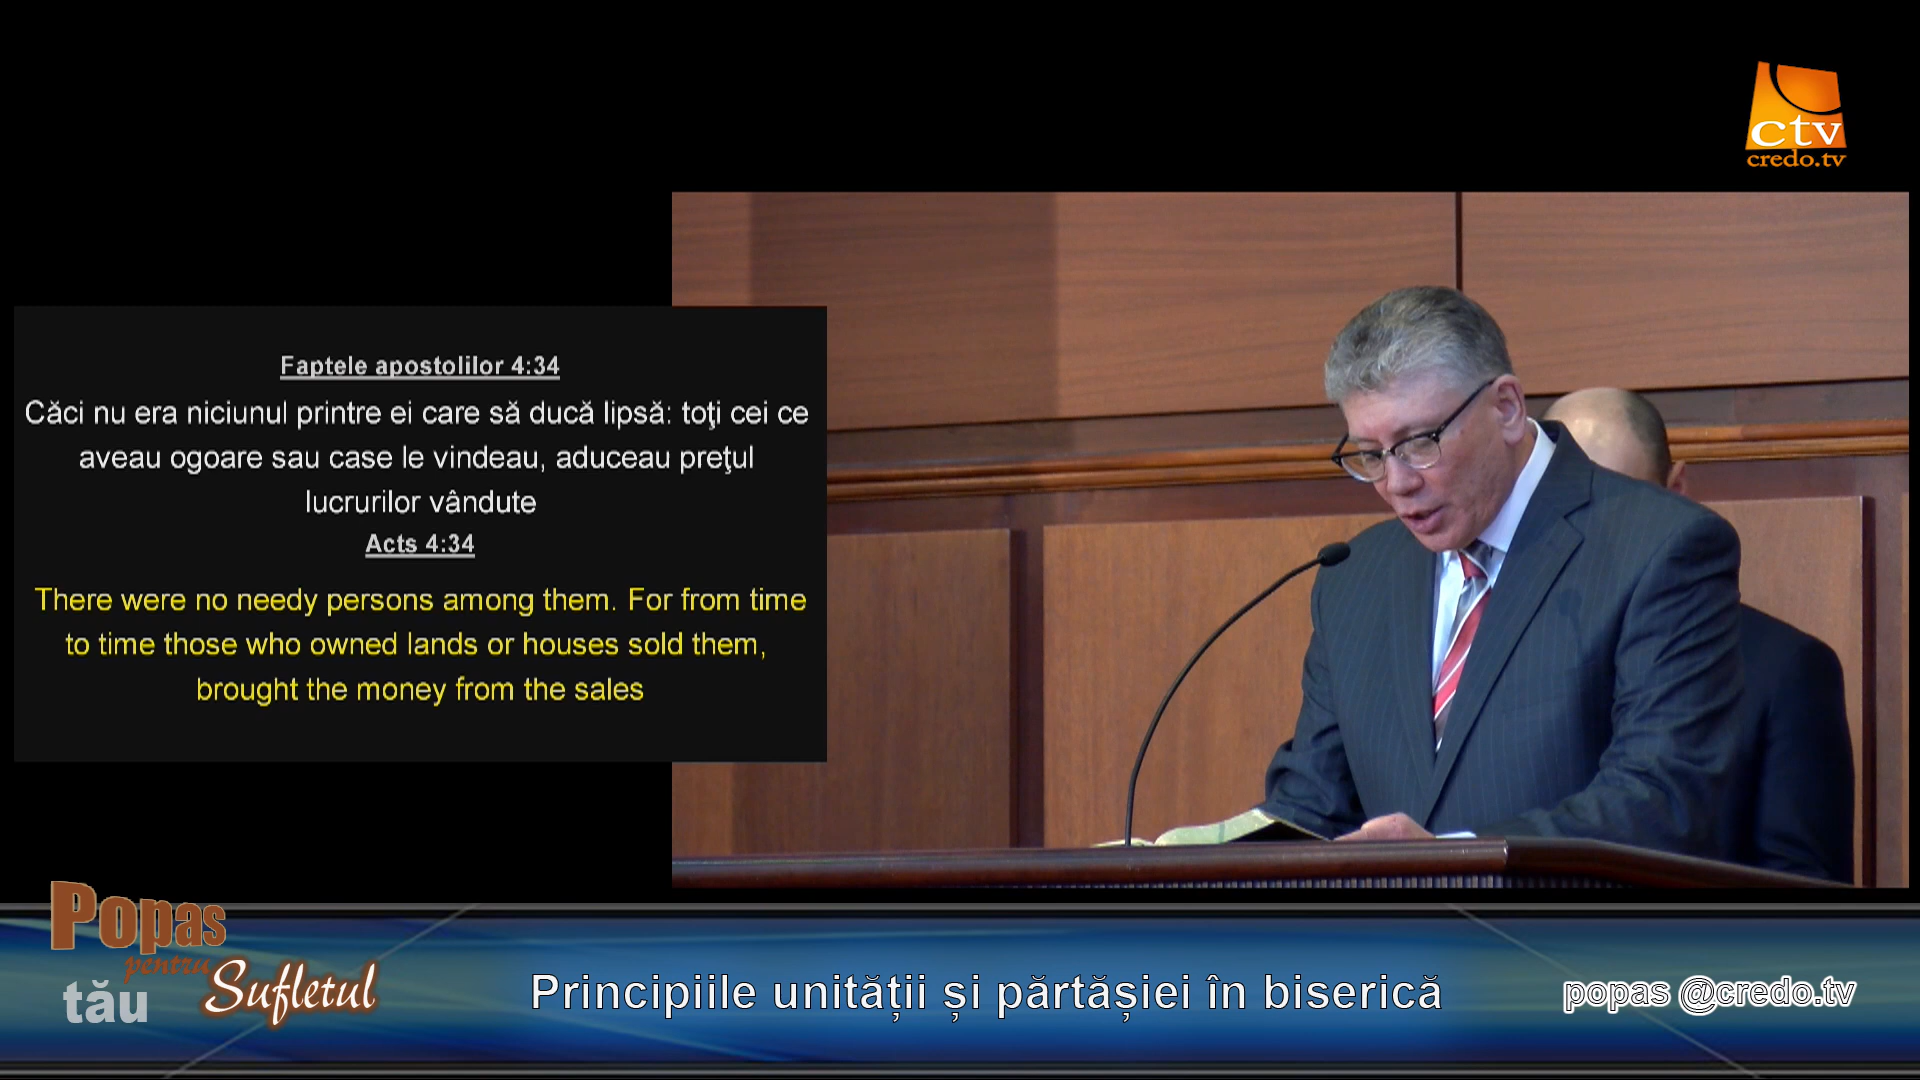 ctv
credo.tv
Faptele apostolilor 4:34
Căci nu era niciunul printre ei care să ducă lipsă: toţi cei ce
aveau ogoare sau case le vindeau, aduceau preţul
lucrurilor vândute
Acts 4:34
There were no needy persons among them. For from time
to time those who owned lands or houses sold them,
brought the money from the sales
Popas
pentru
Sufletul
tău
Principiile unității și părtășiei în biserică
popas @credo.tv